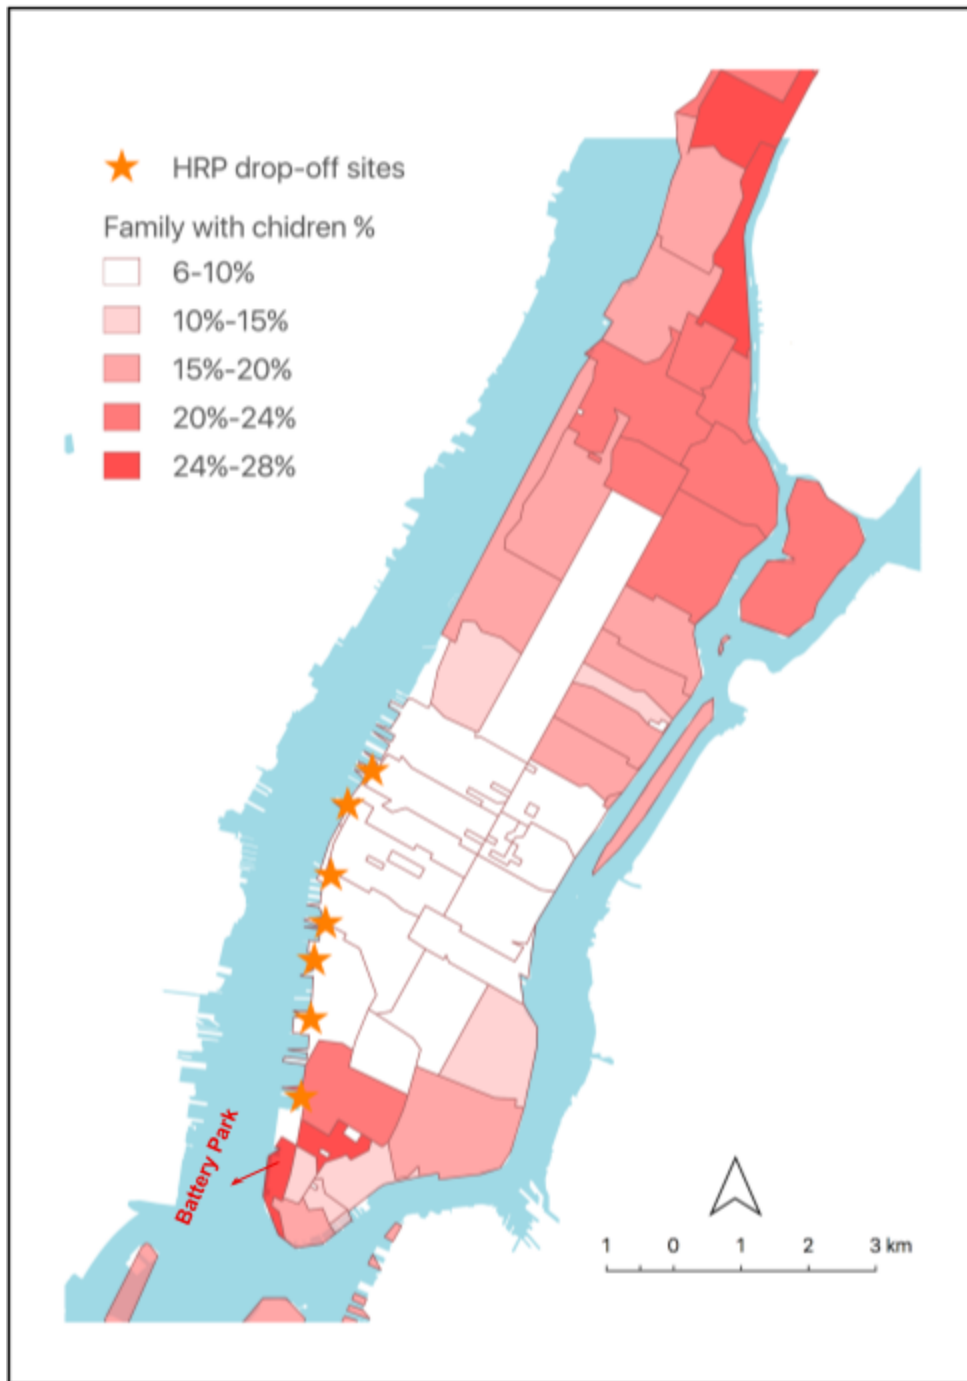 HRP drop-off sites
Family with chidren %
6-10%
10%-15%
15%-20%
20%-24%
24%-28%
Battery Park
1 0 1 2 3 km